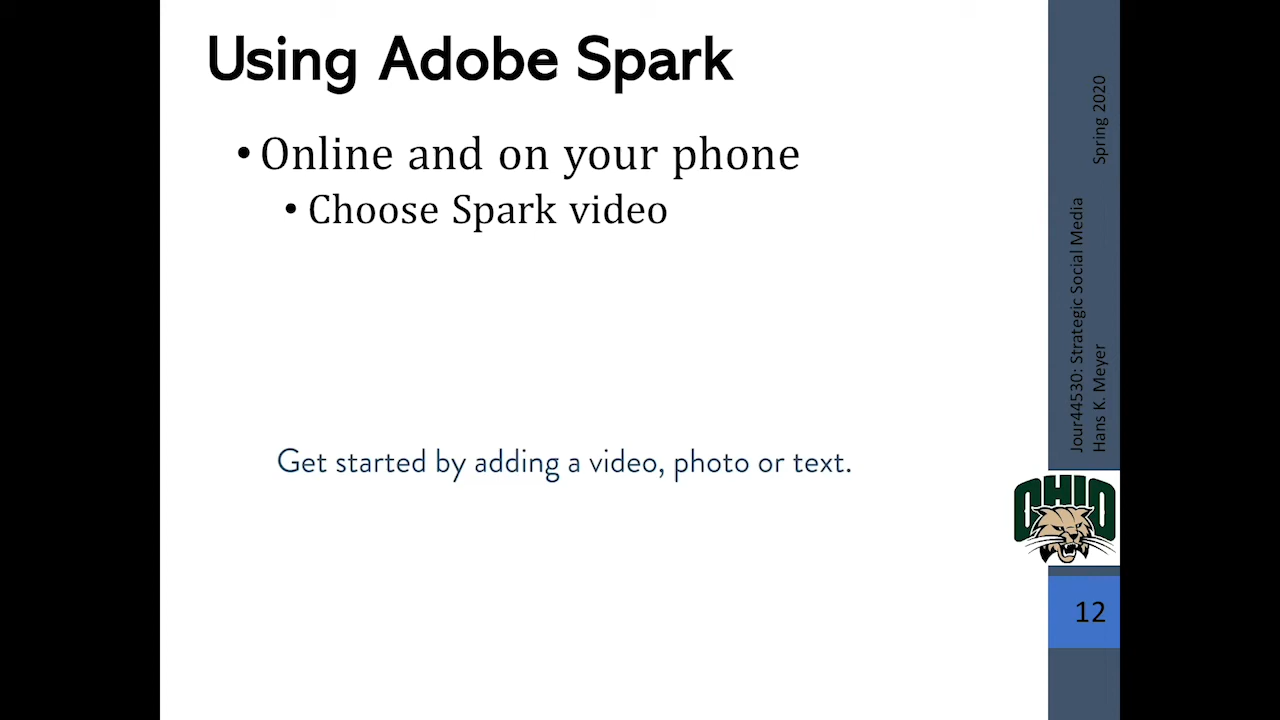 Using Adobe Spark
• Online and on your phone
• Choose Spark video
Get started by adding a video, photo or text.
Jour44530: Strategic Social Media
Hans K. Meyer Spring 2020
OHIO
12